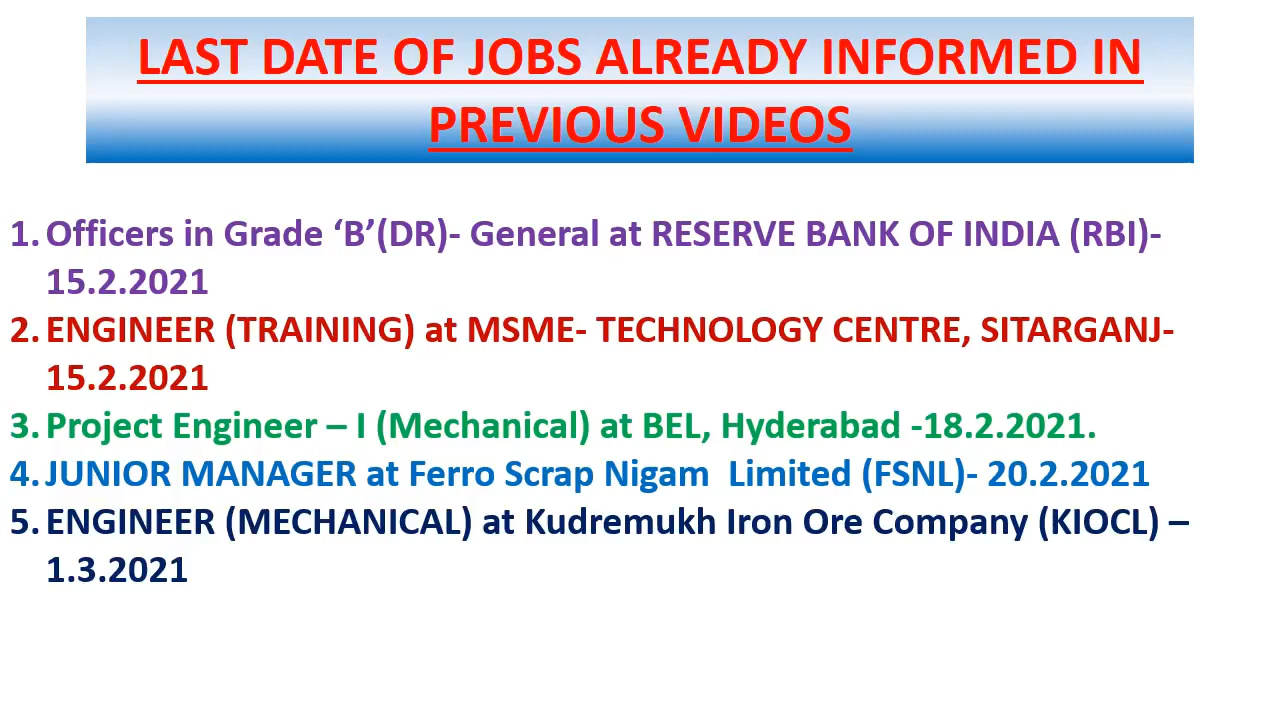 LAST DATE OF JOBS ALREADY INFORMED IN
PREVIOUS VIDEOS
1. Officers in Grade ‘B’(DR)- General at RESERVE BANK OF INDIA (RBI)-
15.2.2021
2. ENGINEER (TRAINING) at MSME- TECHNOLOGY CENTRE, SITARGANJ-
15.2.2021
3. Project Engineer – I (Mechanical) at BEL, Hyderabad -18.2.2021.
4. JUNIOR MANAGER at Ferro Scrap Nigam  Limited (FSNL)- 20.2.2021
5. ENGINEER (MECHANICAL) at Kudremukh Iron Ore Company (KIOCL) –
1.3.2021